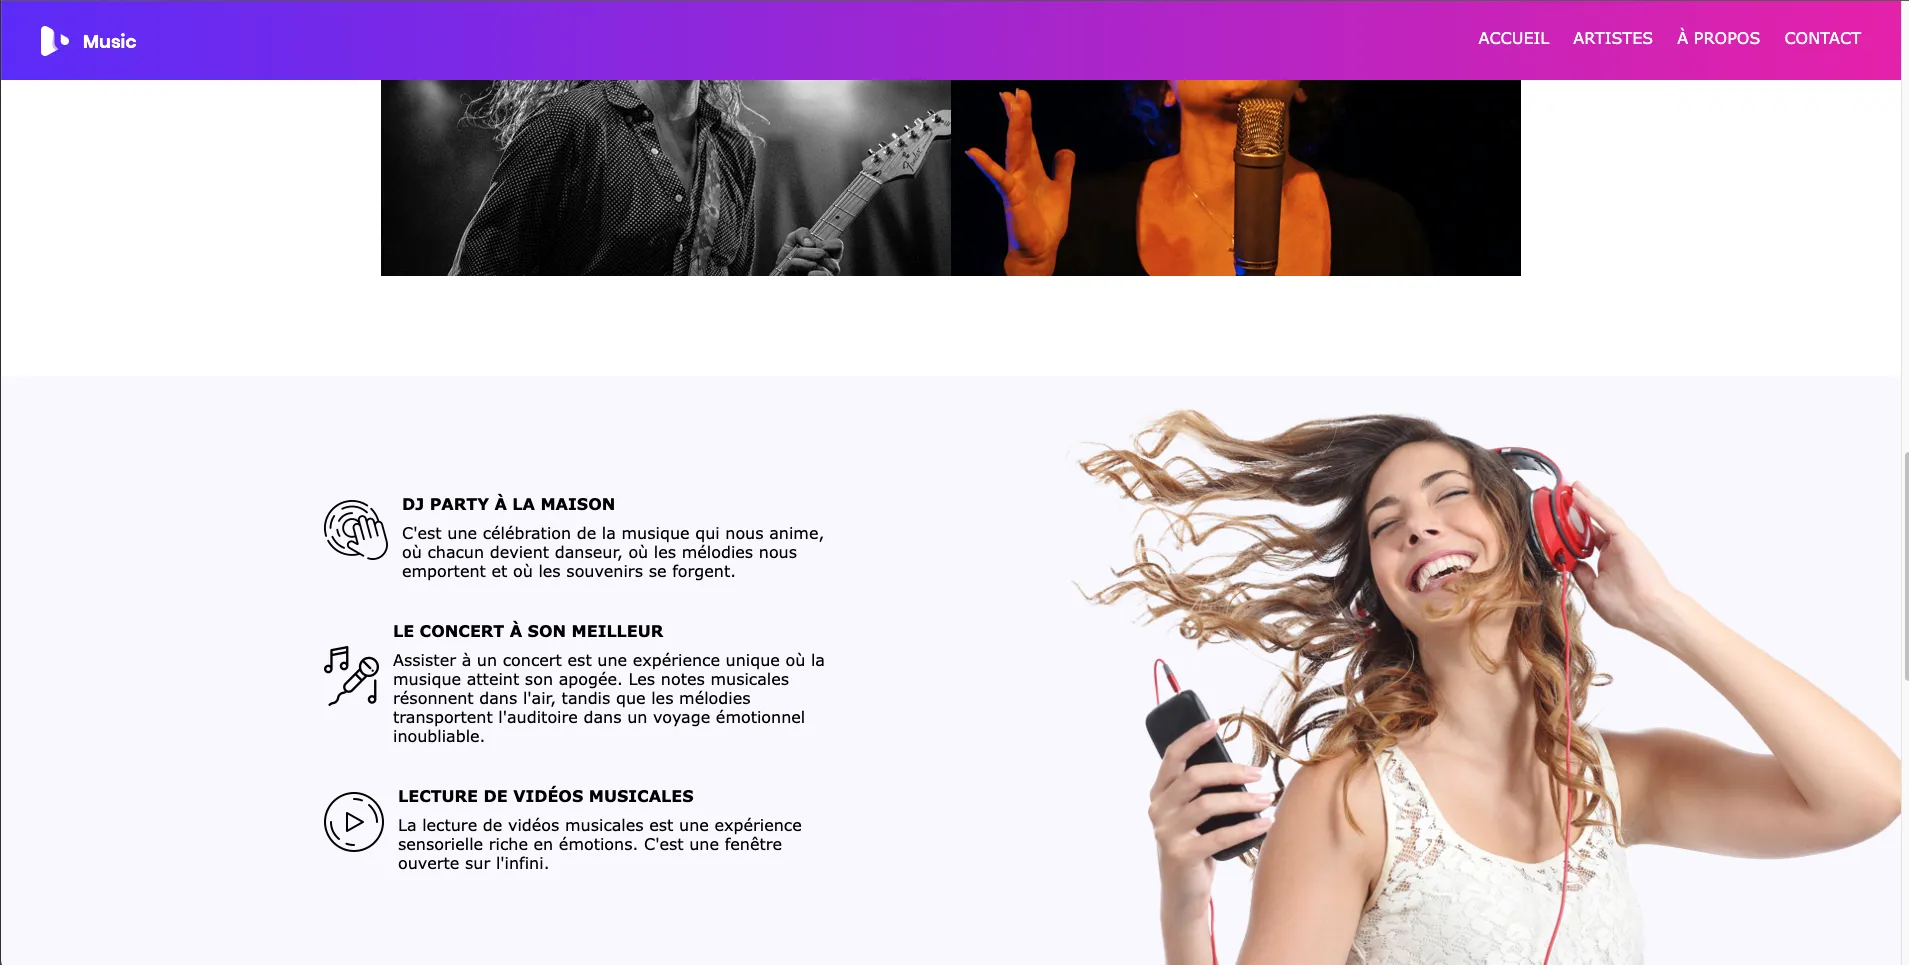 Music
ACCUEIL ARTISTES À PROPOS CONTACT
Fender
DJ PARTY À LA MAISON
C'est une célébration de la musique qui nous anime,
où chacun devient danseur, où les mélodies nous
emportent et où les souvenirs se forgent.
LE CONCERT À SON MEILLEUR
Assister à un concert est une expérience unique où la
musique atteint son apogée. Les notes musicales
résonnent dans l'air, tandis que les mélodies
transportent l'auditoire dans un voyage émotionnel
inoubliable.
LECTURE DE VIDÉOS MUSICALES
La lecture de vidéos musicales est une expérience
sensorielle riche en émotions. C'est une fenêtre
ouverte sur l'infini.